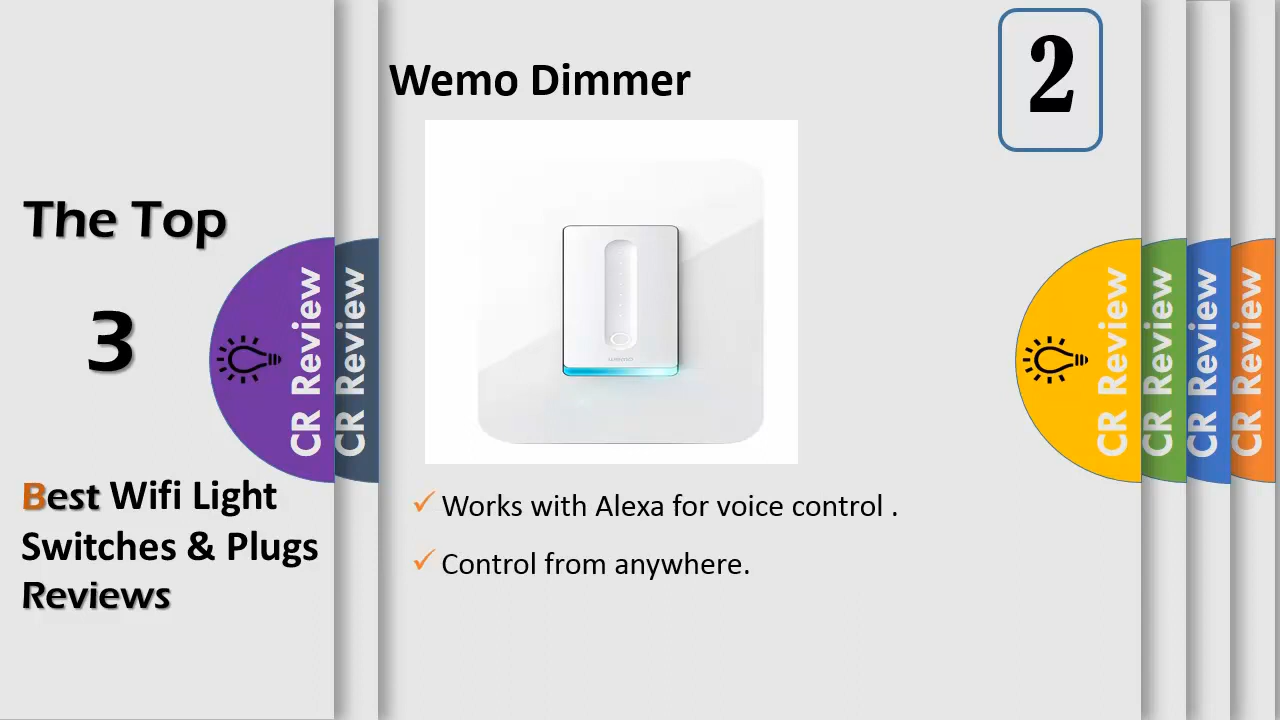 The Top
3
Best Wifi Light
Switches & Plugs
Reviews
CR Review
CR Review
Wemo Dimmer
2
wemo
✓ Works with Alexa for voice control .
✓ Control from anywhere.
CR Review
CR Review
CR Review
CR Review